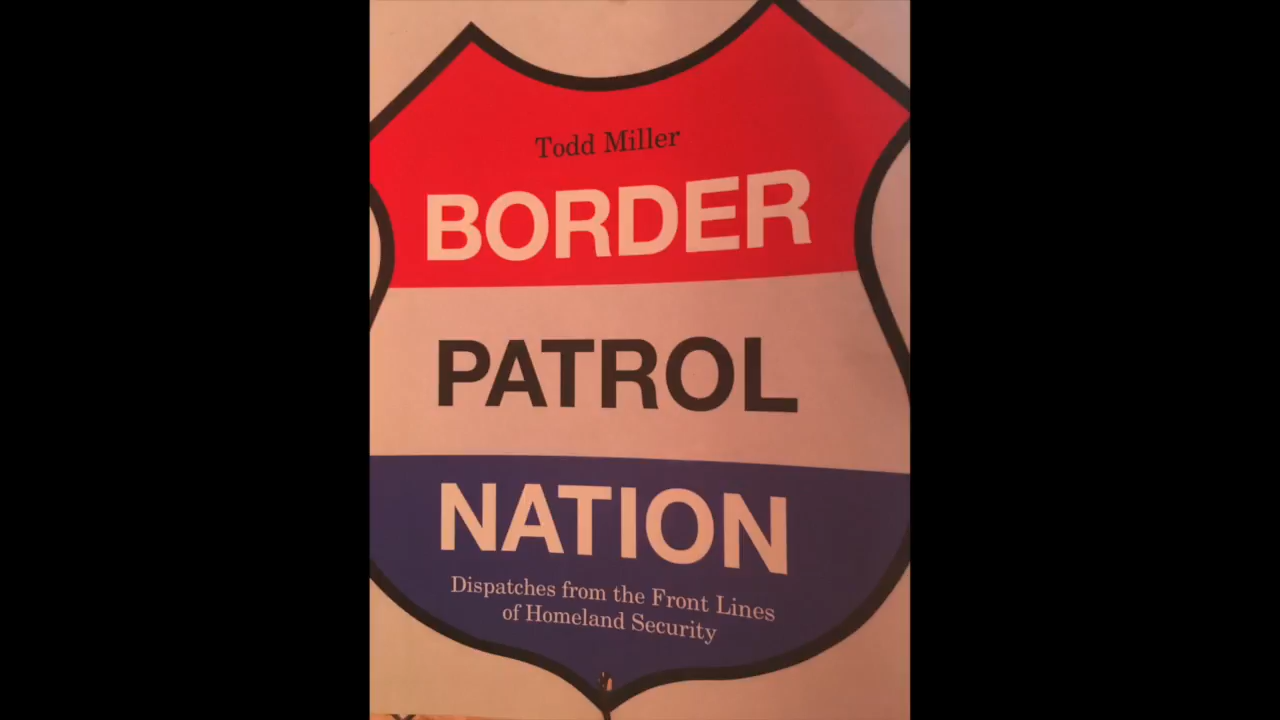 Todd Miller
BORDER
PATROL
NATION
Dispatches from the Front Lines
of Homeland Security